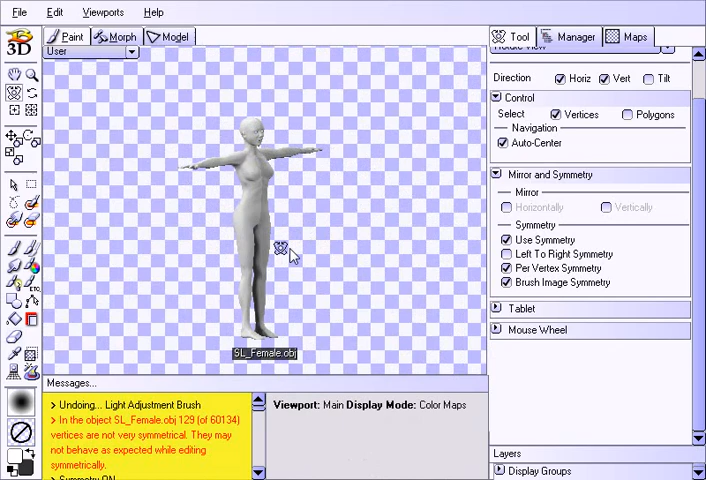 File Edit Viewports Help
3D Paint Morph Model Tool Manager Maps
User
Direction Horiz Vert Tilt
Control
Select Vertices Polygons
Navigation
Auto-Center
Mirror and Symmetry
Mirror
Horizontally Vertically
Symmetry
Use Symmetry
Left To Right Symmetry
Per Vertex Symmetry
Brush Image Symmetry
Tablet
Mouse Wheel
ETC
SL_Female.obj
Messages...
> Undoing... Light Adjustment Brush
> In the object SL_Female.obj 129 (of 60134)
vertices are not very symmetrical. They may
not behave as expected while editing
symmetrically.
Viewport: Main Display Mode: Color Maps
Layers
Display Groups